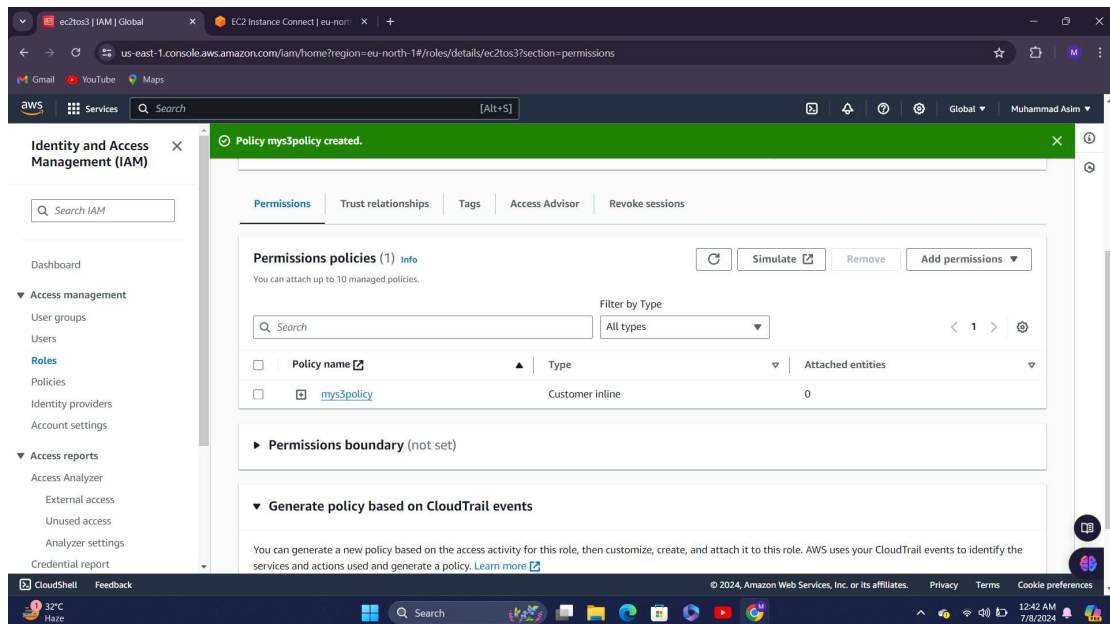 ec2tos3 | IAM | Global
EC2 Instance Connect | eu-nort
us-east-1.console.aws.amazon.com/iam/home?region=eu-north-1#/roles/details/ec2tos3?section=permissions
M
Gmail YouTube Maps
aws Services Search [Alt+S] Global Muhammad Asim
Identity and Access
Management (IAM)
Search IAM
Dashboard
Access management
User groups
Users
Roles
Policies
Identity providers
Account settings
Access reports
Access Analyzer
External access
Unused access
Analyzer settings
Credential report
Policy mys3policy created.
Permissions Trust relationships Tags Access Advisor Revoke sessions
Permissions policies (1) Info
You can attach up to 10 managed policies.
Simulate Remove Add permissions
Filter by Type
Search All types 1
Policy name Type Attached entities
mys3policy Customer inline 0
Permissions boundary (not set)
Generate policy based on CloudTrail events
You can generate a new policy based on the access activity for this role, then customize, create, and attach it to this role. AWS uses your CloudTrail events to identify the
services and actions used and generate a policy. Learn more
CloudShell Feedback © 2024, Amazon Web Services, Inc. or its affiliates. Privacy Terms Cookie preferences
1
32°C
Haze
Search
12:42 AM
7/8/2024